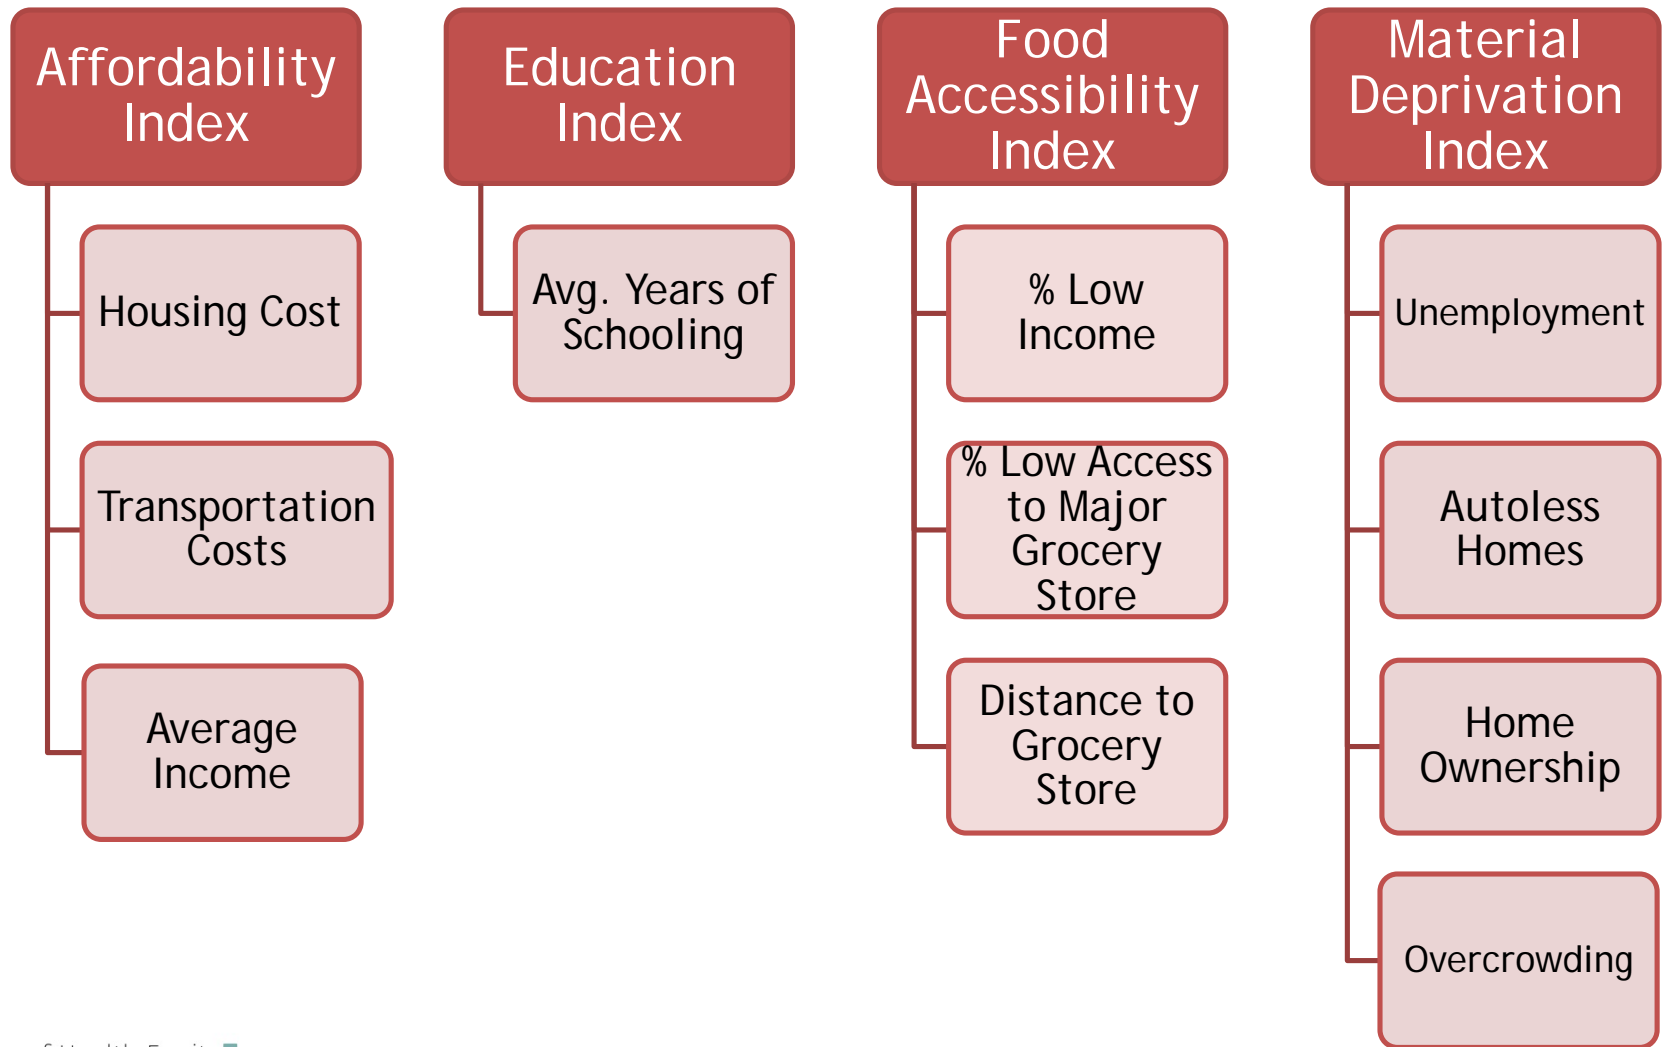 Affordability
Index
Housing Cost
Transportation
Costs
Average
Income
Education
Index
Avg. Years of
Schooling
Food
Accessibility
Index
% Low
Income
% Low Access
to Major
Grocery
Store
Distance to
Grocery
Store
Material
Deprivation
Index
Unemployment
Autoless
Homes
Home
Ownership
Overcrowding